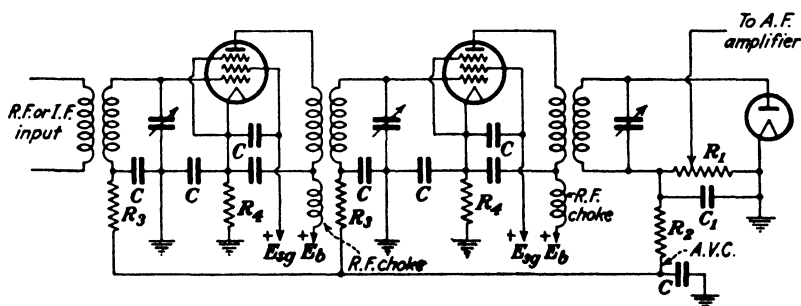 To A.F.
amplifier
R.F. or I.F.
input
C
C
C
C
C
C
R₁
R₃
R₄
R₃
R₄
C₁
R₂
R.F.
choke
+ +
Esg Eb
R.F. choke
+ +
Esg Eb
A.V.C.
C